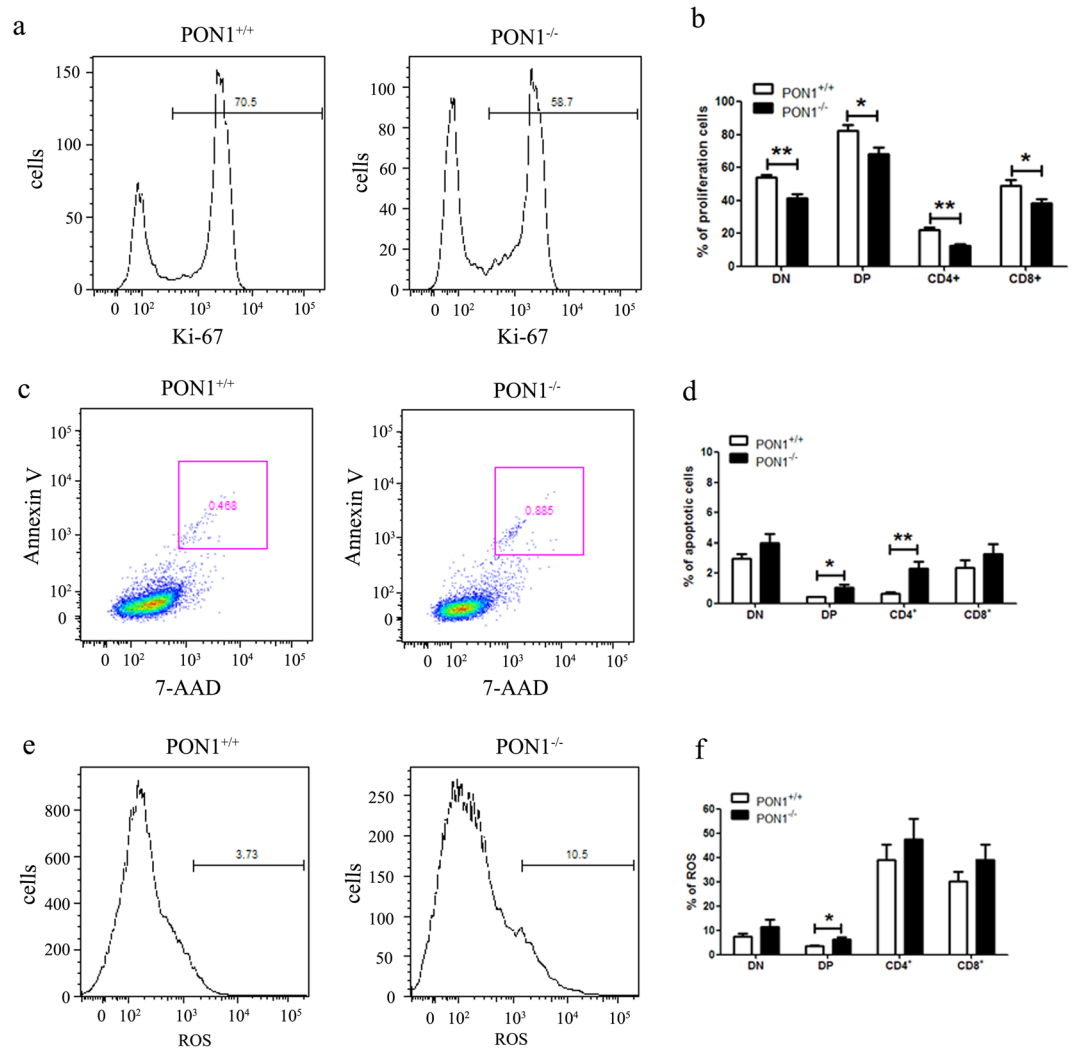 a
PON1+/+
PON1-/-
150
100
50
0
cells
70.5
0 10² 10³ 10⁴ 10⁵
Ki-67
120
100
80
60
40
20
0
cells
58.7
0 10² 10³ 10⁴ 10⁵
Ki-67
b
PON1+/+
PON1-/-
100
80
60
40
20
0
% of proliferation cells
** * ** *
DN DP CD4+ CD8+
c
PON1+/+
PON1-/-
10⁵
10⁴
10³
10²
0
Annexin V
0.468
0 10² 10³ 10⁴ 10⁵
7-AAD
10⁵
10⁴
10³
10²
0
Annexin V
0.885
0 10² 10³ 10⁴ 10⁵
7-AAD
d
PON1+/+
PON1-/-
10
8
6
4
2
0
% of apoptotic cells
* **
DN DP CD4+ CD8+
e
PON1+/+
PON1-/-
800
600
400
200
0
cells
3.73
0 10² 10³ 10⁴ 10⁵
ROS
250
200
150
100
50
0
cells
10.5
0 10² 10³ 10⁴ 10⁵
ROS
f
PON1+/+
PON1-/-
60
50
40
30
20
10
0
% of ROS
*
DN DP CD4+ CD8+